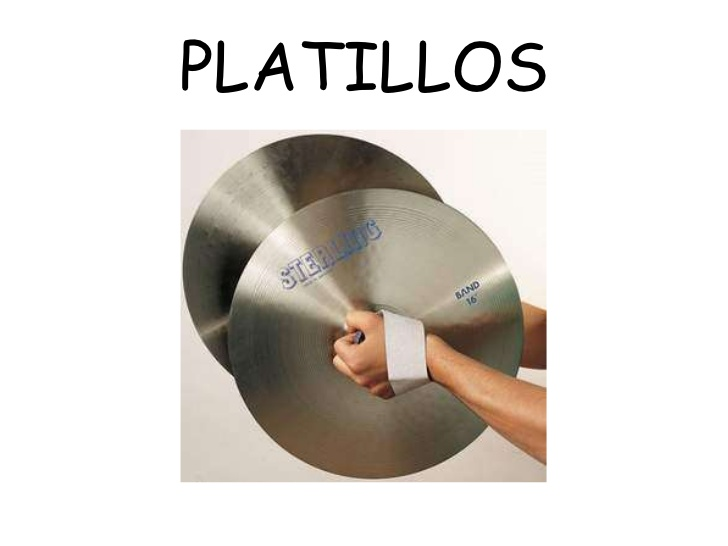 PLATILLOS
STERLING
BAND
16"